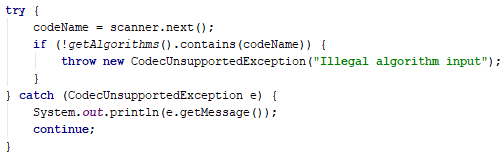 try {
    codeName = scanner.next();
    if (!getAlgorithms().contains(codeName)) {
        throw new CodecUnsupportedException("Illegal algorithm input");
    }
} catch (CodecUnsupportedException e) {
    System.out.println(e.getMessage());
    continue;
}